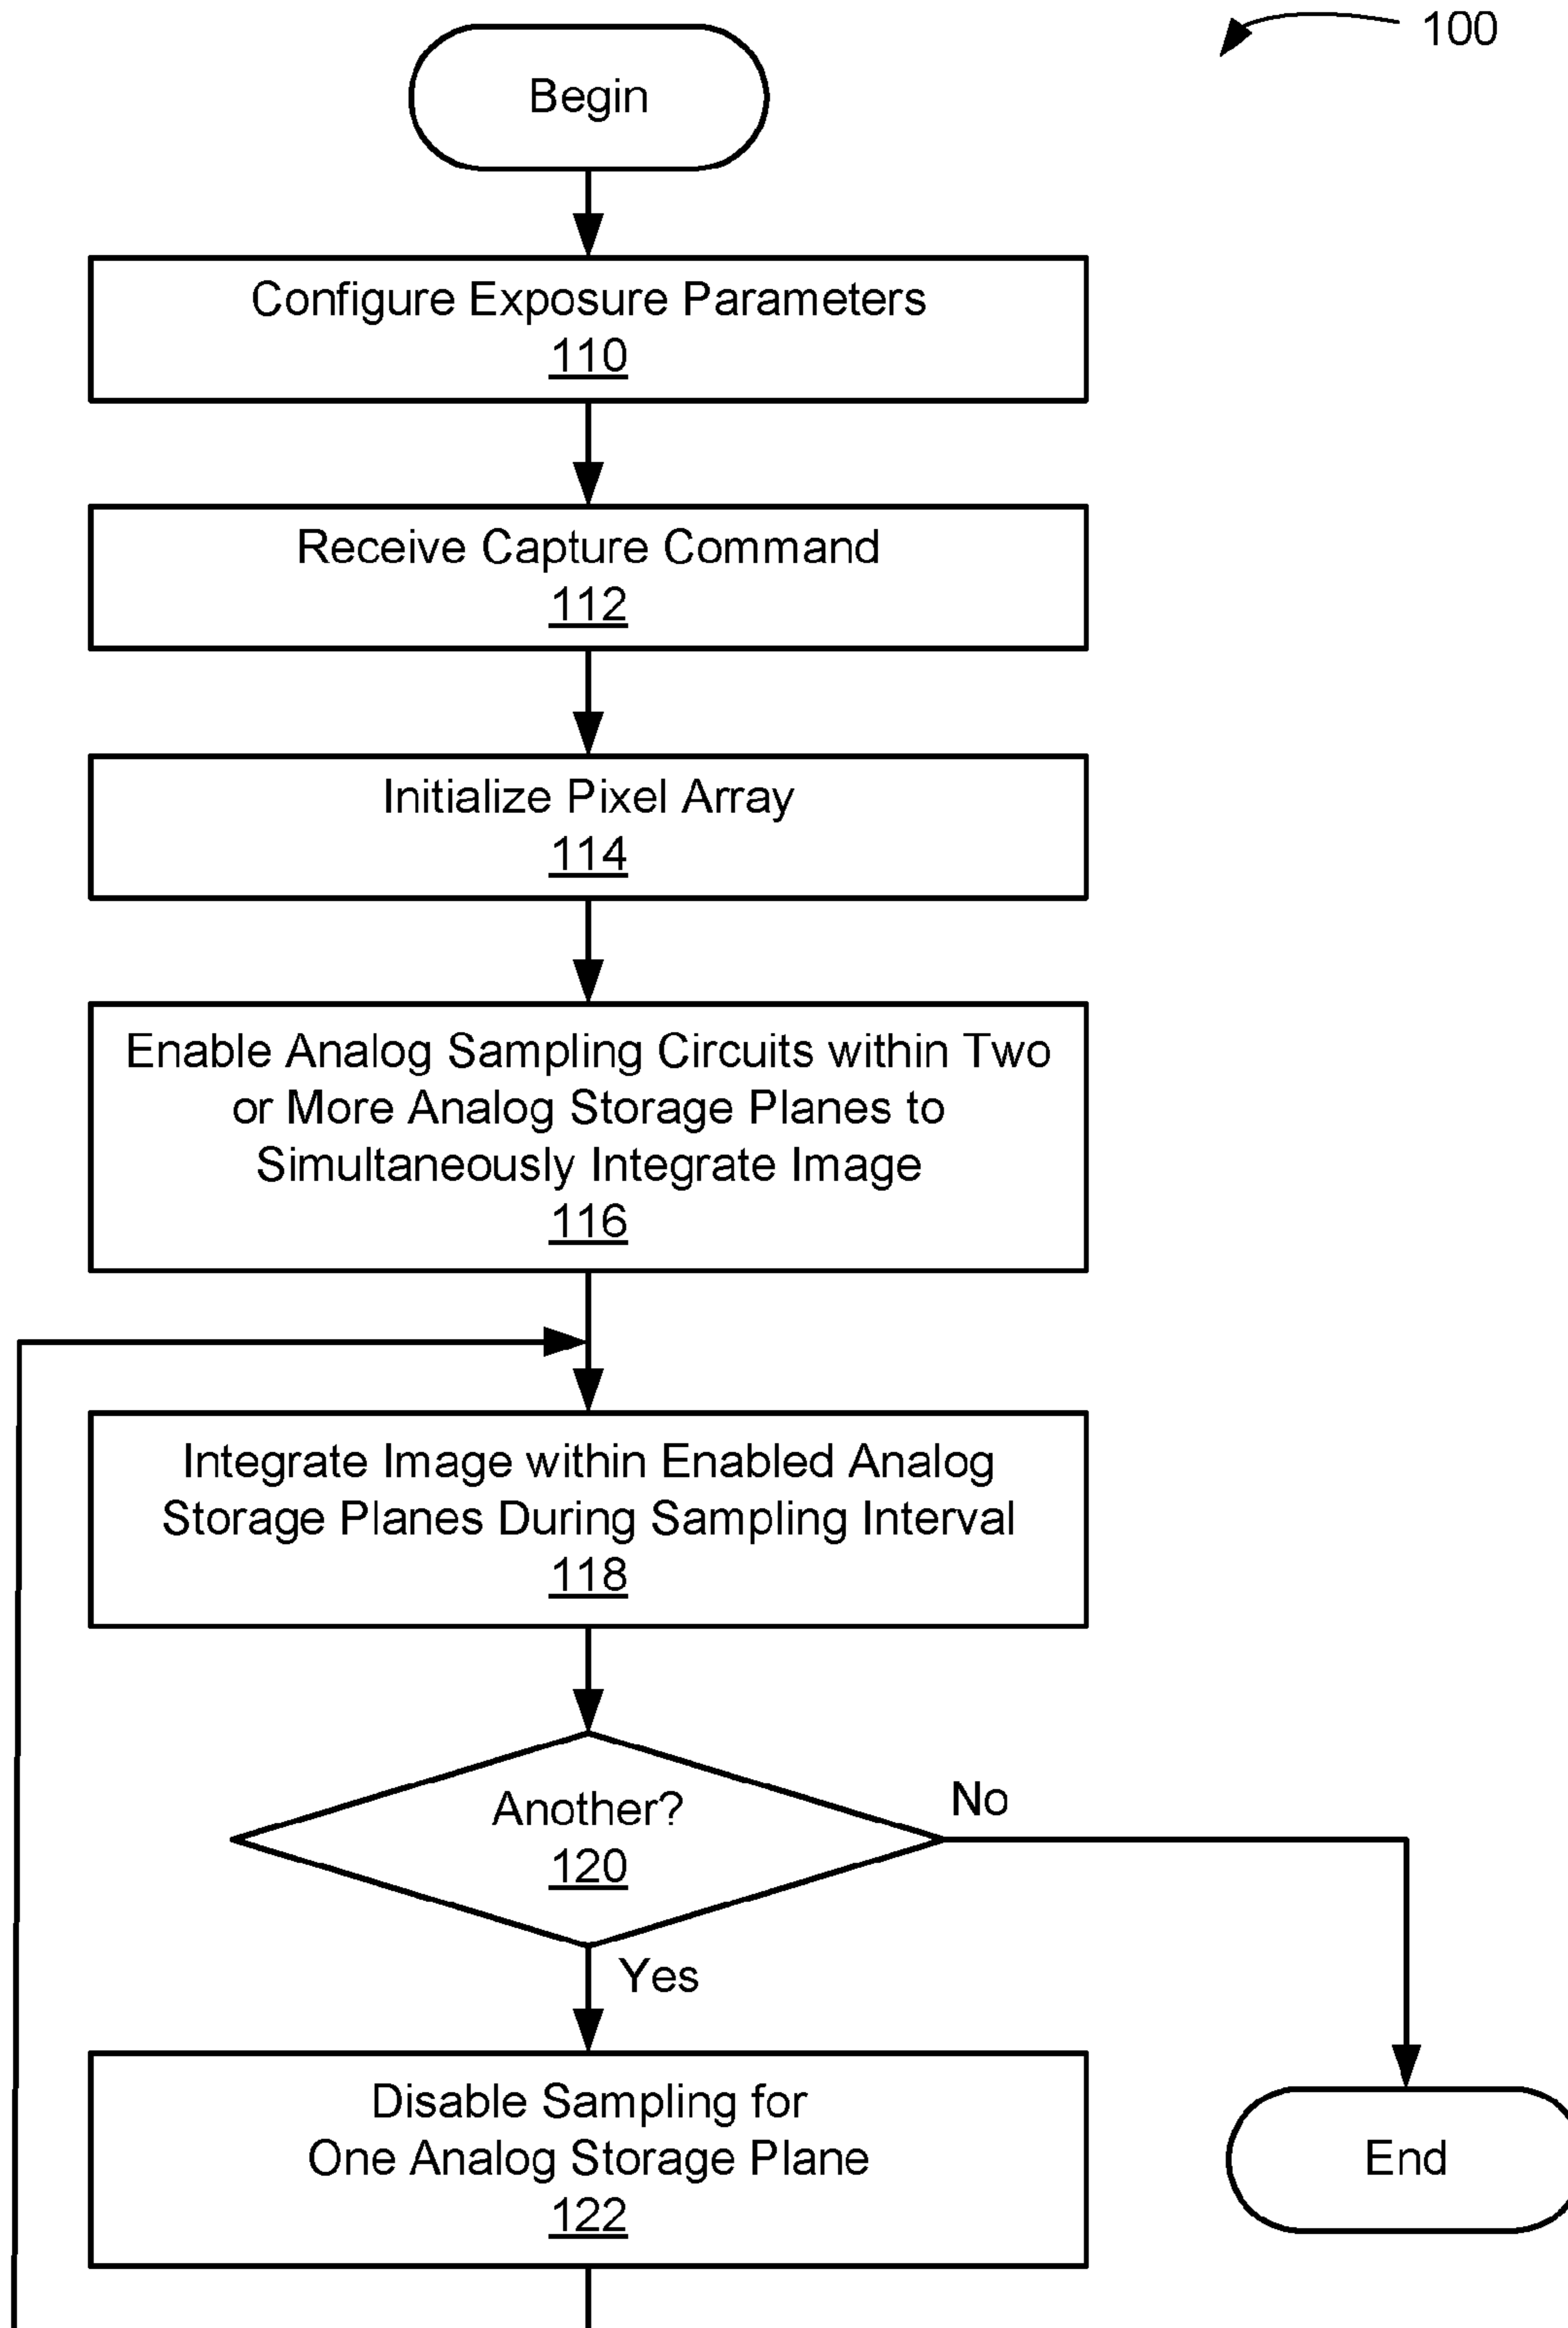 100
Begin
Configure Exposure Parameters
110
Receive Capture Command
112
Initialize Pixel Array
114
Enable Analog Sampling Circuits within Two
or More Analog Storage Planes to
Simultaneously Integrate Image
116
Integrate Image within Enabled Analog
Storage Planes During Sampling Interval
118
Another?
120
No
Yes
Disable Sampling for
One Analog Storage Plane
122
End